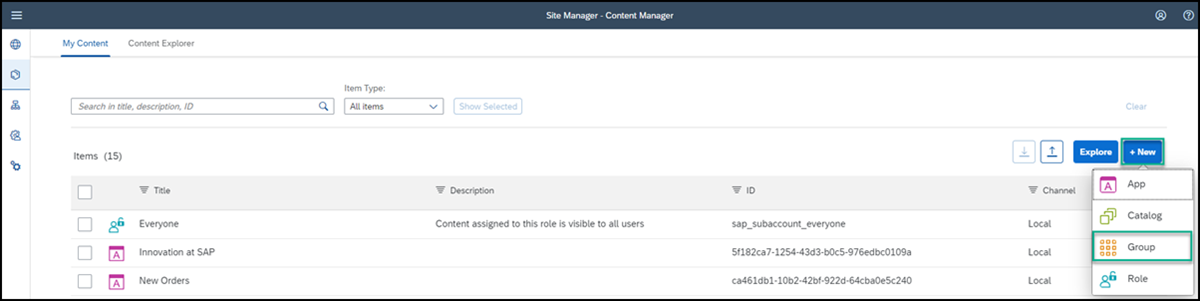 Site Manager - Content Manager
My Content Content Explorer
Item Type:
Search in title, description, ID All items Show Selected Clear
Items (15) Explore + New
Title Description ID Channel
A App
Catalog
Group
Role
Everyone Content assigned to this role is visible to all users sap_subaccount_everyone Local
A Innovation at SAP 5f182ca7-1254-43d3-b0c5-976edbc0109a Local
A New Orders ca461db1-10b2-42bf-922d-64cba0e5c240 Local